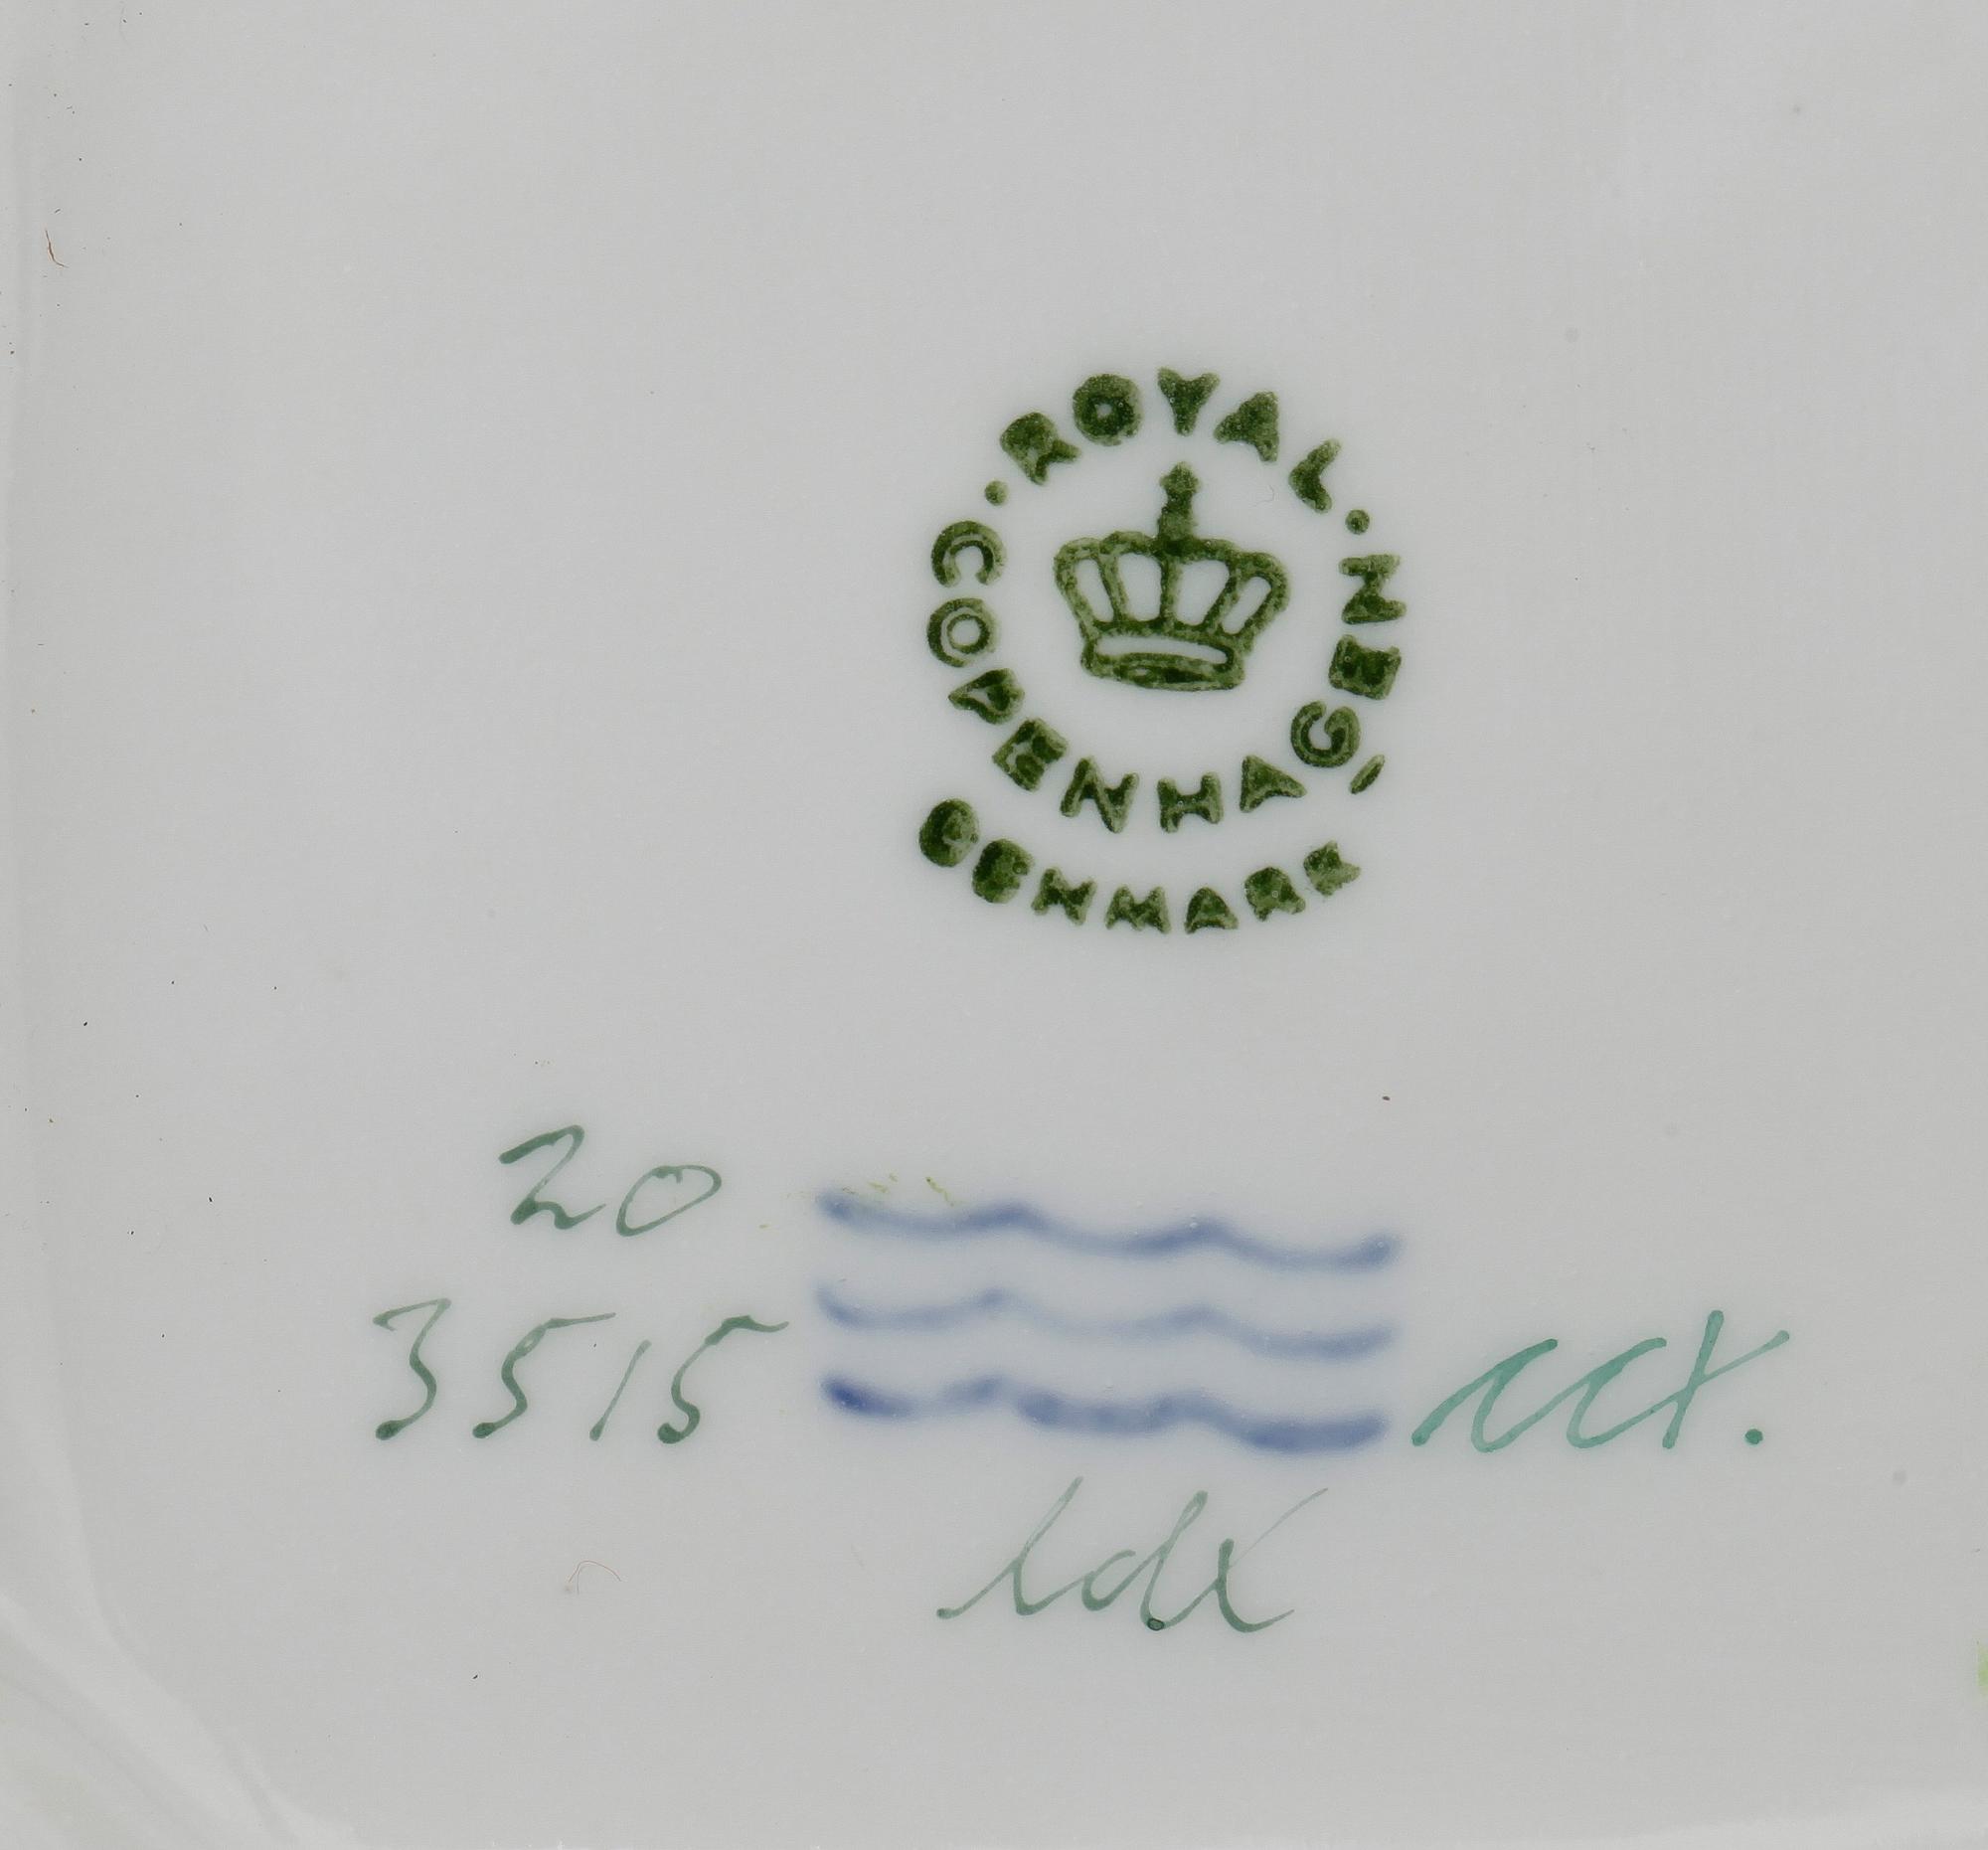 · ROYAL ·
COPENHAGEN
DENMARK
20
3515